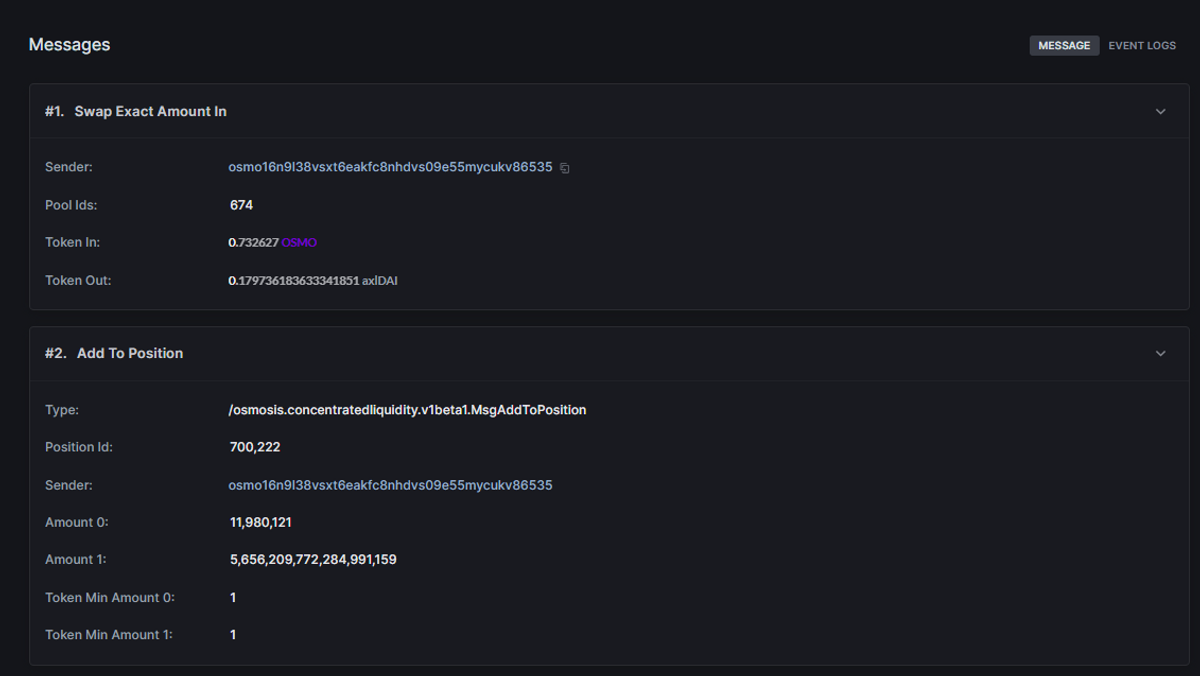 Messages
MESSAGE EVENT LOGS
#1. Swap Exact Amount In
Sender: osmo16n9l38vsxt6eakfc8nhdvs09e55mycukv86535
Pool Ids: 674
Token In: 0.732627 OSMO
Token Out: 0.179736183633341851 axlDAI
#2. Add To Position
Type: /osmosis.concentratedliquidity.v1beta1.MsgAddToPosition
Position Id: 700,222
Sender: osmo16n9l38vsxt6eakfc8nhdvs09e55mycukv86535
Amount 0: 11,980,121
Amount 1: 5,656,209,772,284,991,159
Token Min Amount 0: 1
Token Min Amount 1: 1